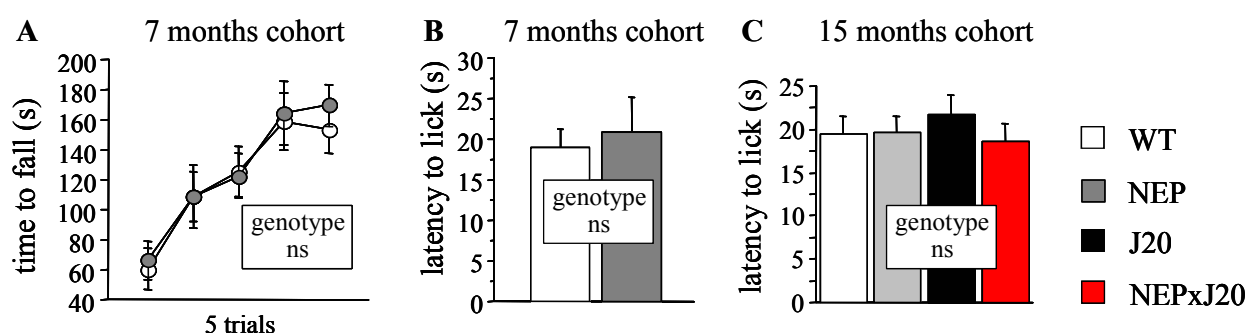 A 7 months cohort
time to fall (s)
200
180
160
140
120
100
80
60
40
genotype
ns
5 trials
B 7 months cohort
latency to lick (s)
30
25
20
15
10
5
0
genotype
ns
C 15 months cohort
latency to lick (s)
25
20
15
10
5
0
genotype
ns
WT
NEP
J20
NEPxJ20